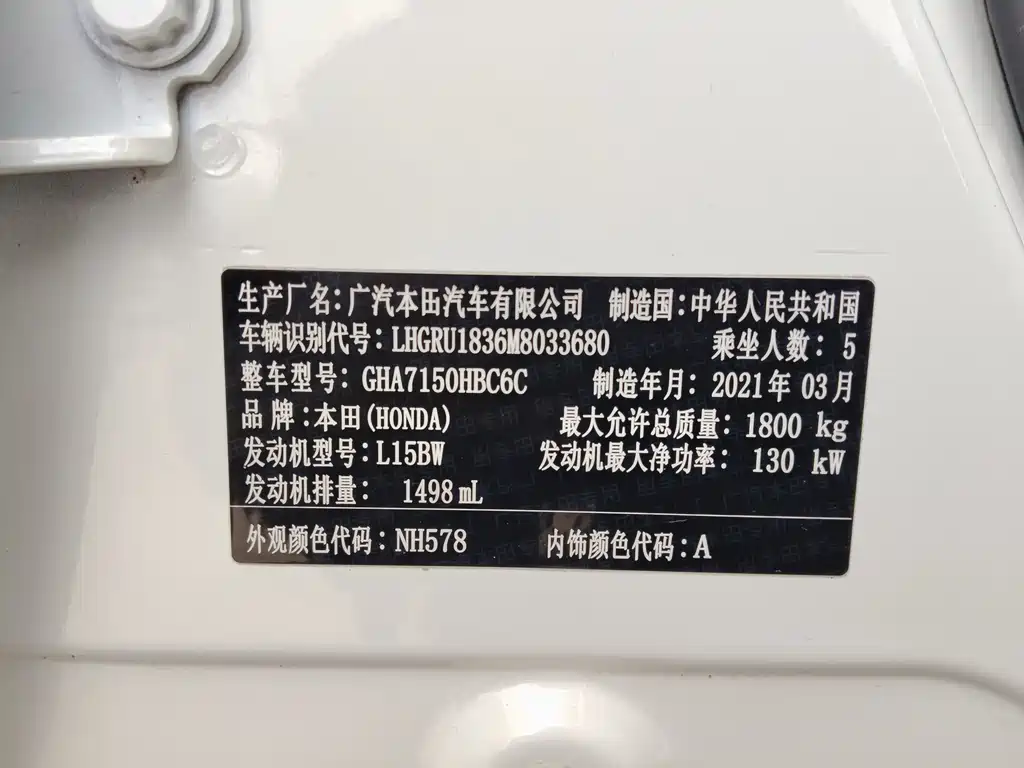 生产厂名:广汽本田汽车有限公司 制造国:中华人民共和国
车辆识别代号:LHGRU1836M8033680 乘坐人数:5
整车型号:GHA7150HBC6C 制造年月:2021年03月
品牌:本田(HONDA) 最大允许总质量:1800 kg
发动机型号:L15BW 发动机最大净功率:130 kW
发动机排量:1498mL
外观颜色代码:NH578 内饰颜色代码:A